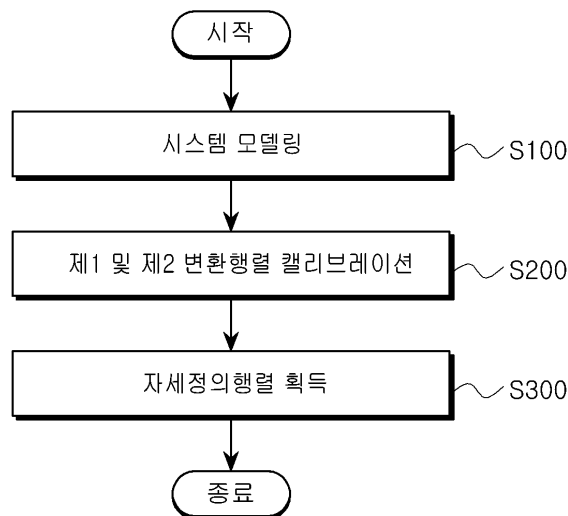 시작
시스템 모델링
S100
제1 및 제2 변환행렬 캘리브레이션
S200
자세정의행렬 획득
S300
종료